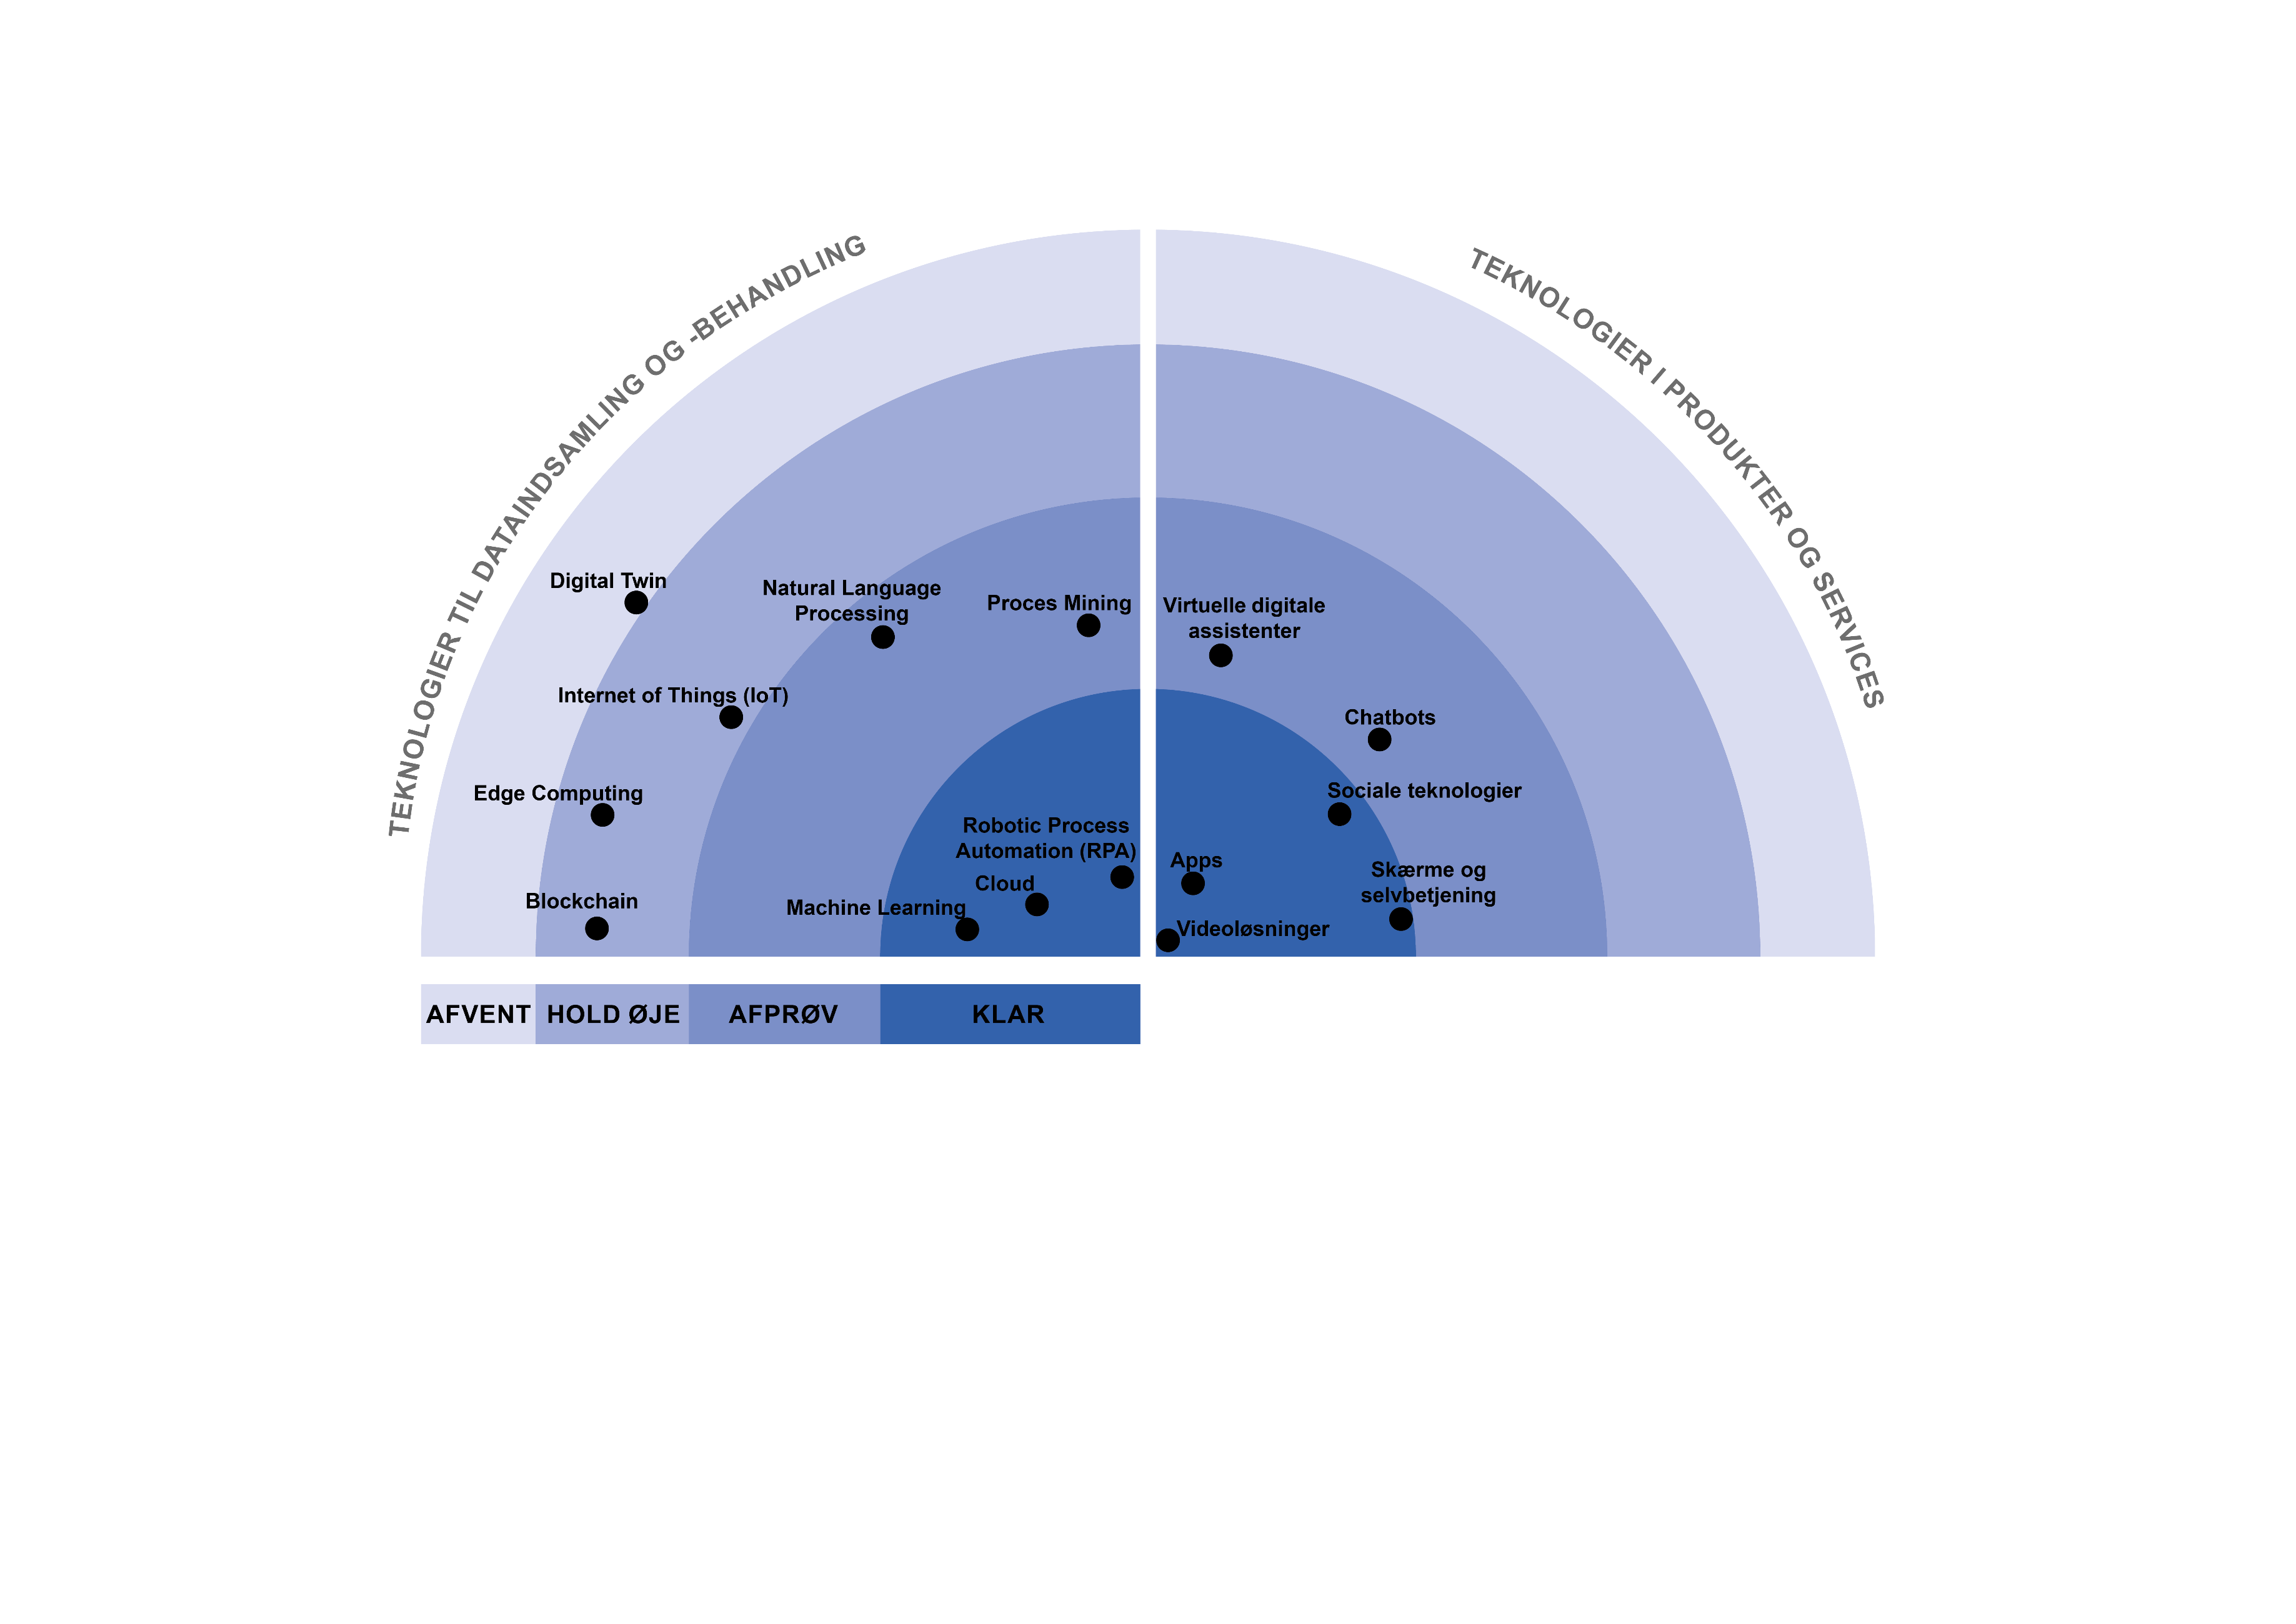 TEKNOLOGIER TIL DATAINDSAMLING OG -BEHANDLING
TEKNOLOGIER I PRODUKTER OG SERVICES
Digital Twin
Natural Language
Processing
Proces Mining
Virtuelle digitale
assistenter
Internet of Things (IoT)
Chatbots
Edge Computing
Sociale teknologier
Robotic Process
Automation (RPA)
Apps
Skærme og
selvbetjening
Cloud
Blockchain
Machine Learning
Videoløsninger
AFVENT
HOLD ØJE
AFPRØV
KLAR